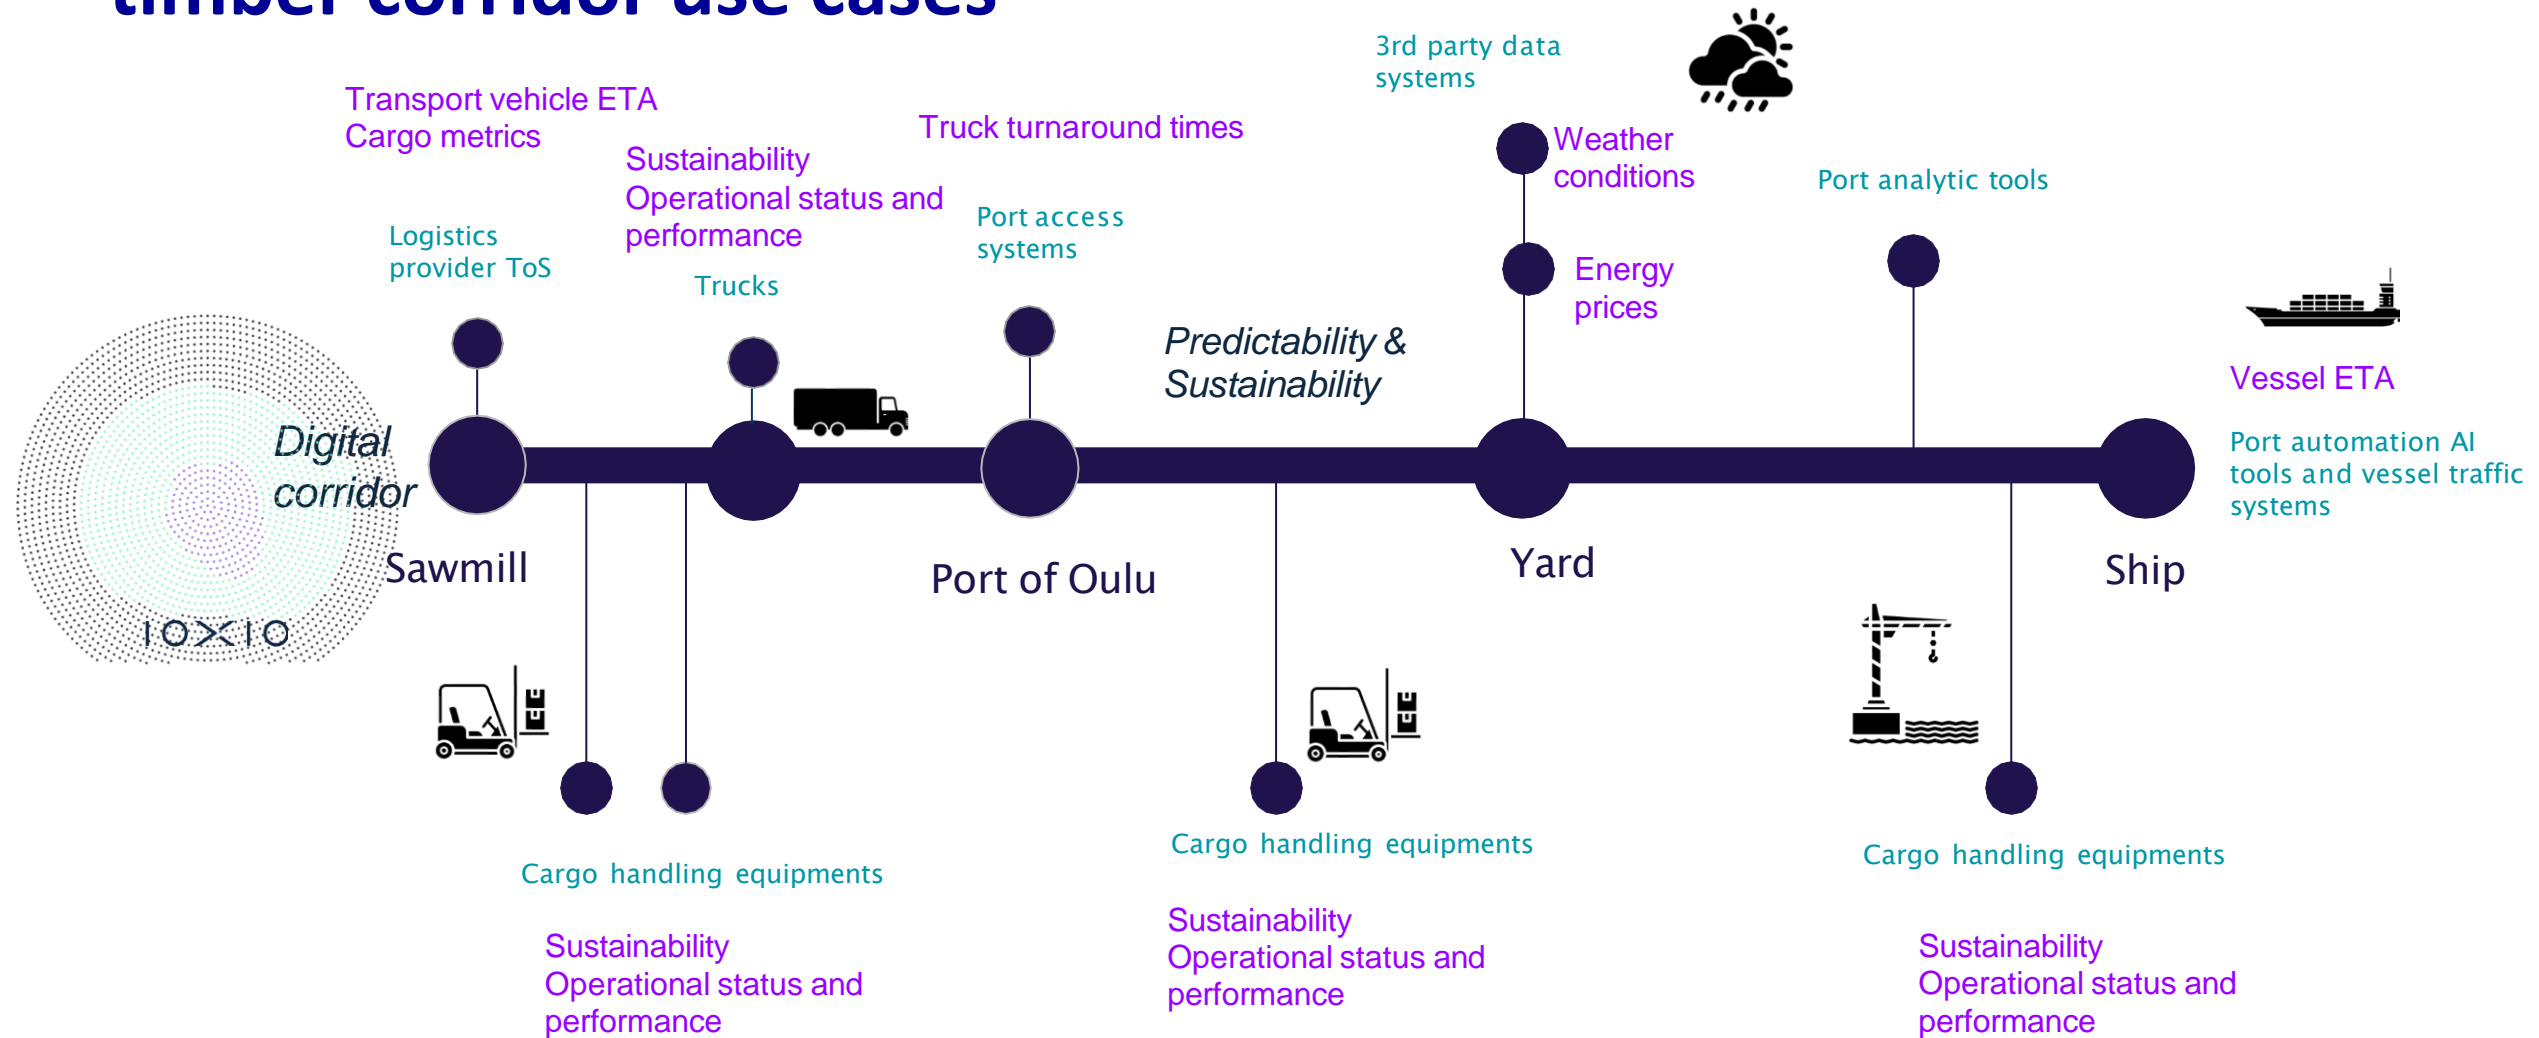 timber corridor use cases
Transport vehicle ETA
Cargo metrics
Logistics
provider ToS
Sustainability
Operational status and
performance
Trucks
Truck turnaround times
Port access
systems
3rd party data
systems
Weather
conditions
Energy
prices
Port analytic tools
Predictability &
Sustainability
Vessel ETA
Port automation AI
tools and vessel traffic
systems
Digital
corridor
IOXIO
Sawmill
Port of Oulu
Yard
Ship
Cargo handling equipments
Sustainability
Operational status and
performance
Cargo handling equipments
Sustainability
Operational status and
performance
Cargo handling equipments
Sustainability
Operational status and
performance